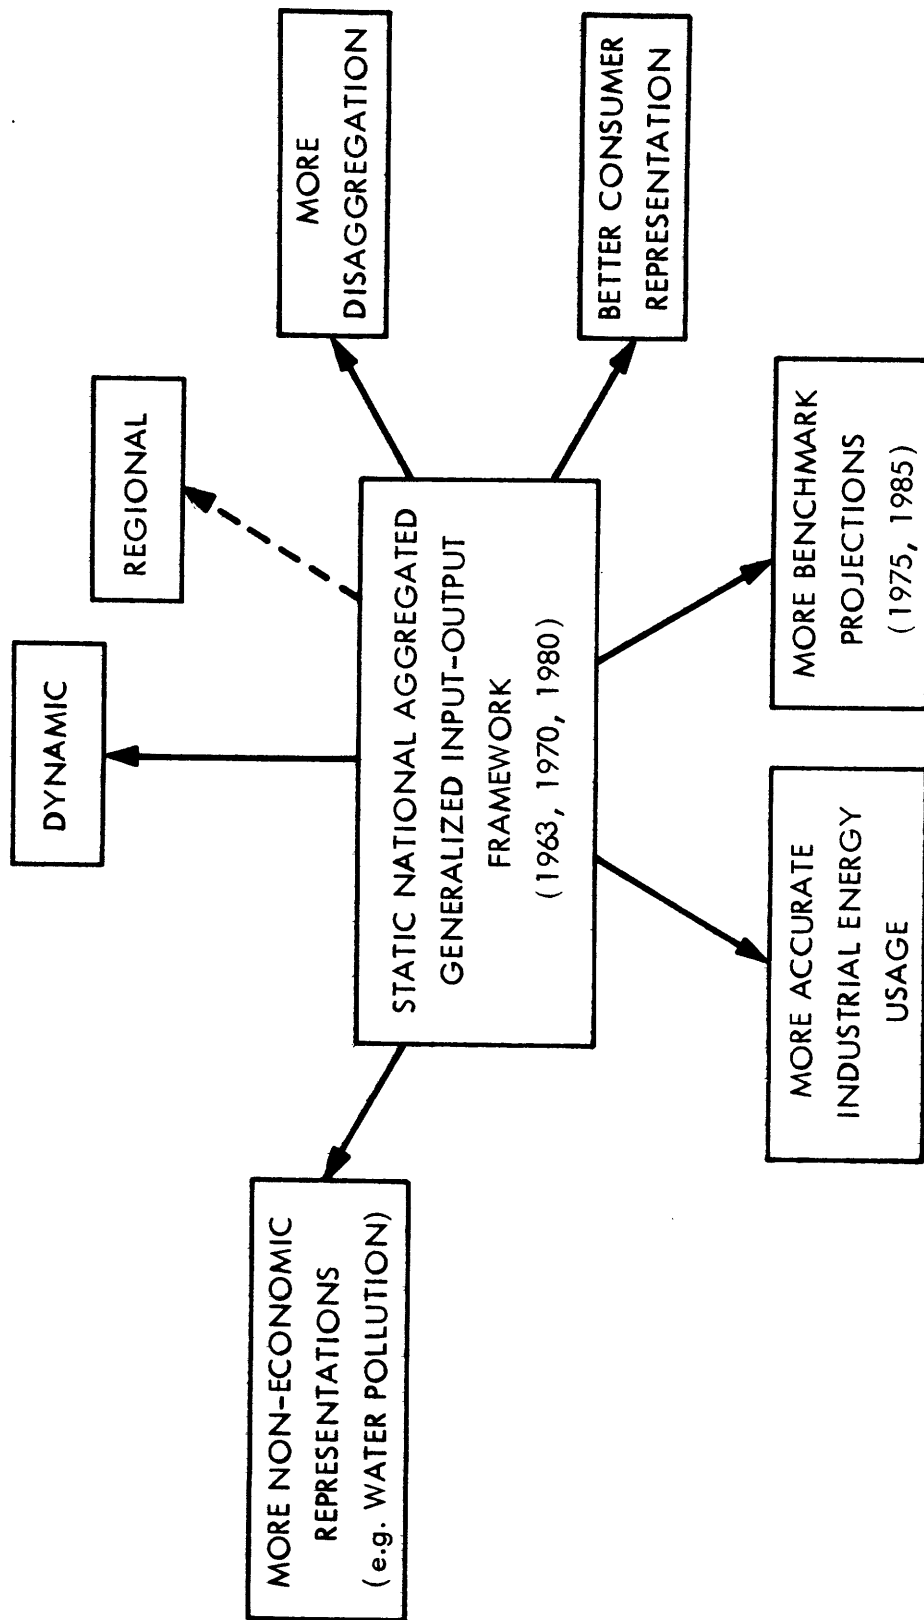 DYNAMIC
REGIONAL
MORE
DISAGGREGATION
MORE NON-ECONOMIC
REPRESENTATIONS
(e.g. WATER POLLUTION)
STATIC NATIONAL AGGREGATED
GENERALIZED INPUT-OUTPUT
FRAMEWORK
(1963, 1970, 1980)
BETTER CONSUMER
REPRESENTATION
MORE ACCURATE
INDUSTRIAL ENERGY
USAGE
MORE BENCHMARK
PROJECTIONS
(1975, 1985)